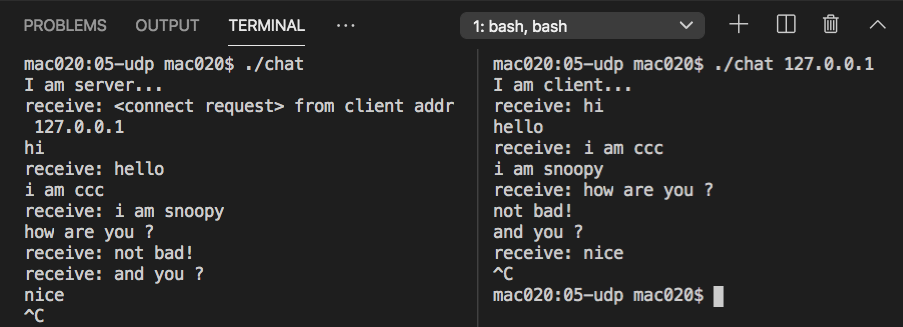 PROBLEMS OUTPUT TERMINAL ... 1: bash, bash
mac020:05-udp mac020$ ./chat
I am server...
receive: <connect request> from client addr
127.0.0.1
hi
receive: hello
i am ccc
receive: i am snoopy
how are you ?
receive: not bad!
receive: and you ?
nice
^C
mac020:05-udp mac020$ ./chat 127.0.0.1
I am client...
receive: hi
hello
receive: i am ccc
i am snoopy
receive: how are you ?
not bad!
and you ?
receive: nice
^C
mac020:05-udp mac020$